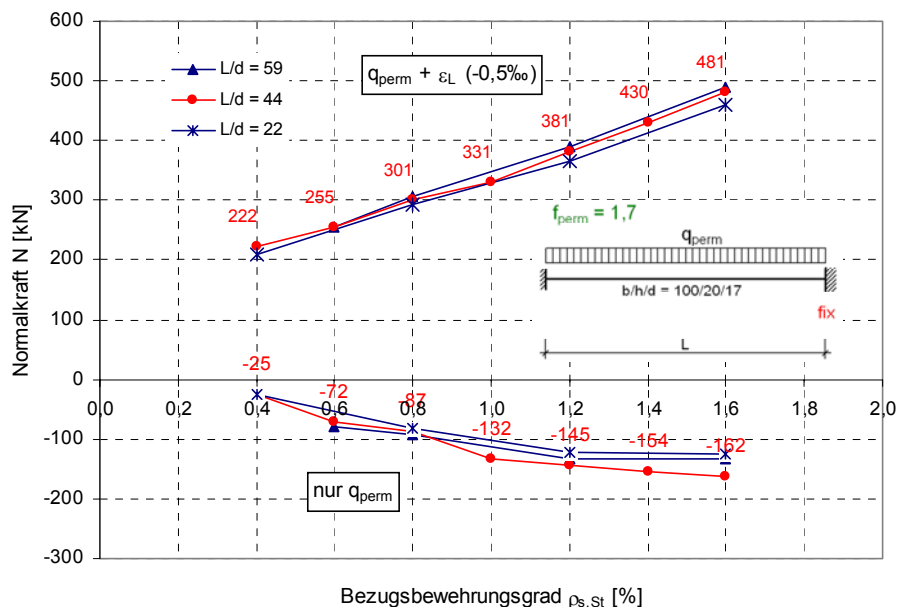 600
500
400
300
200
100
0
-100
-200
-300
Normalkraft N [kN]
L/d = 59
L/d = 44
L/d = 22
qperm + εL (-0,5‰)
222
255
301
331
381
430
481
fperm = 1,7
qperm
b/h/d = 100/20/17
fix
L
-25
-72
-87
-132
-145
-154
-162
0,0 0,2 0,4 0,6 0,8 1,0 1,2 1,4 1,6 1,8 2,0
nur qperm
Bezugsbewehrungsgrad ρs,St [%]